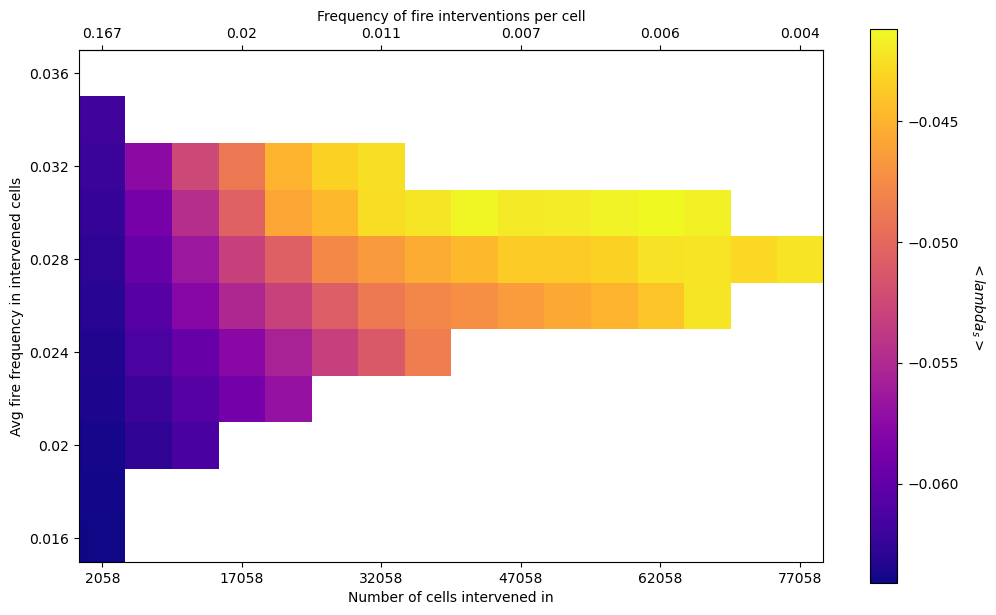 Frequency of fire interventions per cell
0.167 0.02 0.011 0.007 0.006 0.004
Avg fire frequency in intervened cells
0.036
0.032
0.028
0.024
0.02
0.016
2058 17058 32058 47058 62058 77058
Number of cells intervened in
−0.045
−0.050
−0.055
−0.060
<lambda_s>